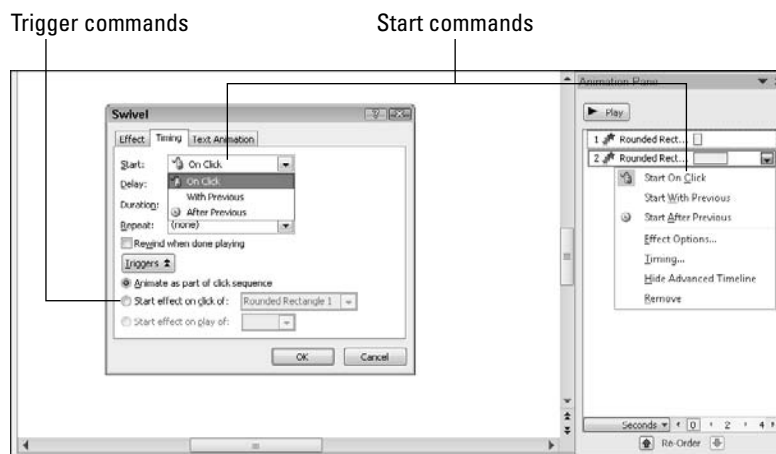 Trigger commands
Start commands
Animation Pane
Play
1 Rounded Rect...
2 Rounded Rect...
Start On Click
Start With Previous
Start After Previous
Effect Options...
Timing...
Hide Advanced Timeline
Remove
Seconds 0 2 4
Re-Order
Swivel
Effect Timing Text Animation
Start: On Click
Delay: On Click
With Previous
Duration: After Previous
Repeat: (none)
Rewind when done playing
Triggers
Animate as part of click sequence
Start effect on click of: Rounded Rectangle 1
Start effect on play of:
OK Cancel